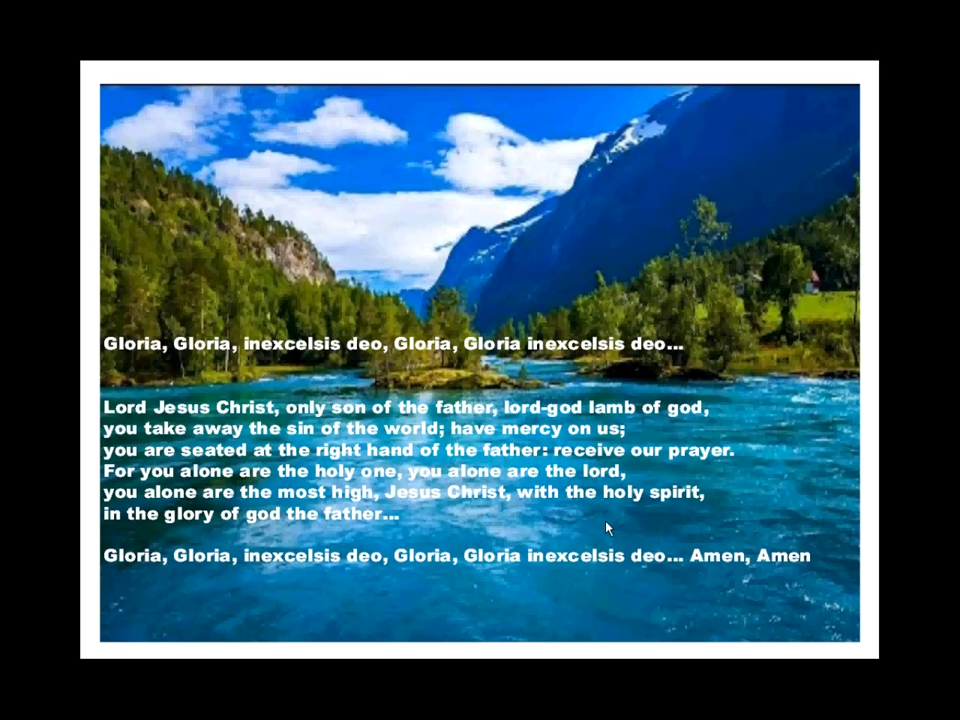 Gloria, Gloria, inexcelsis deo, Gloria, Gloria inexcelsis deo...
Lord Jesus Christ, only son of the father, lord-god lamb of god,
you take away the sin of the world; have mercy on us;
you are seated at the right hand of the father: receive our prayer.
For you alone are the holy one, you alone are the lord,
you alone are the most high, Jesus Christ, with the holy spirit,
in the glory of god the father...
Gloria, Gloria, inexcelsis deo, Gloria, Gloria inexcelsis deo... Amen, Amen